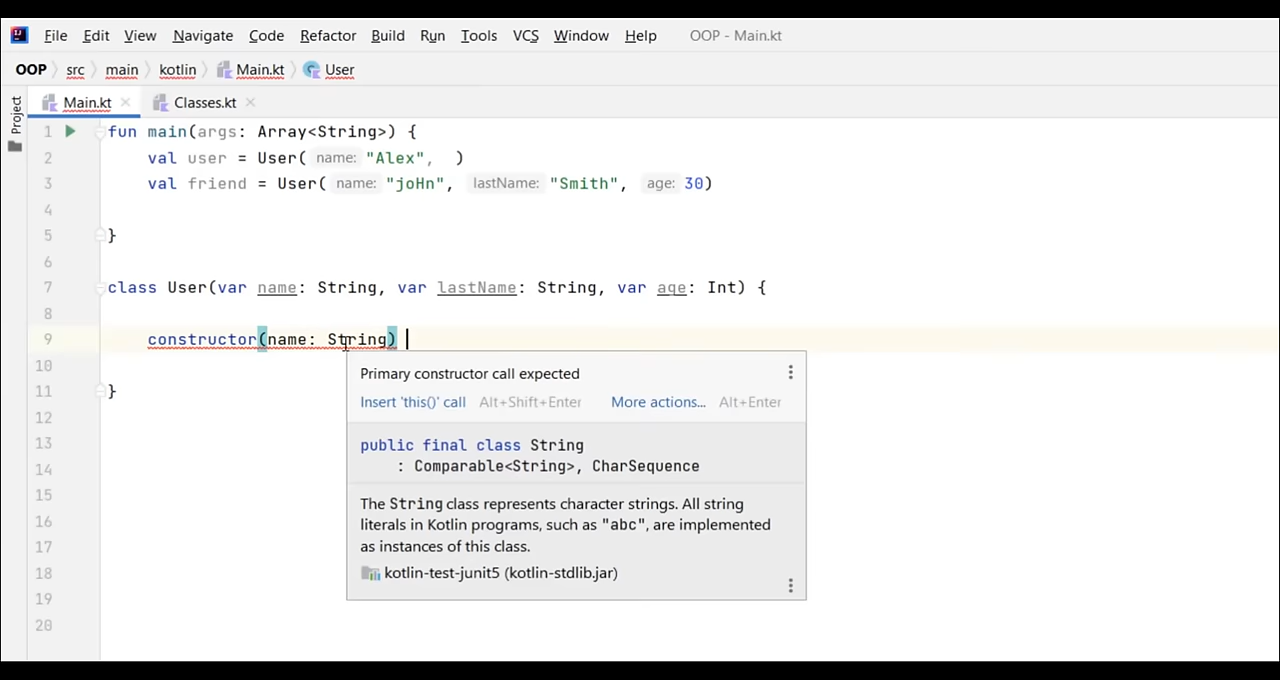 File Edit View Navigate Code Refactor Build Run Tools VCS Window Help OOP - Main.kt
OOP src main kotlin Main.kt User
Main.kt Classes.kt
Project
1 fun main(args: Array<String>) {
2 val user = User( name: "Alex", )
3 val friend = User( name: "joHn", lastName: "Smith", age: 30)
4
5 }
6
7 class User(var name: String, var lastName: String, var age: Int) {
8
9 constructor(name: String)
10
11 }
12
13
14
15
16
17
18
19
20
Primary constructor call expected
Insert 'this()' call Alt+Shift+Enter More actions... Alt+Enter
public final class String
: Comparable<String>, CharSequence
The String class represents character strings. All string
literals in Kotlin programs, such as "abc", are implemented
as instances of this class.
kotlin-test-junit5 (kotlin-stdlib.jar)